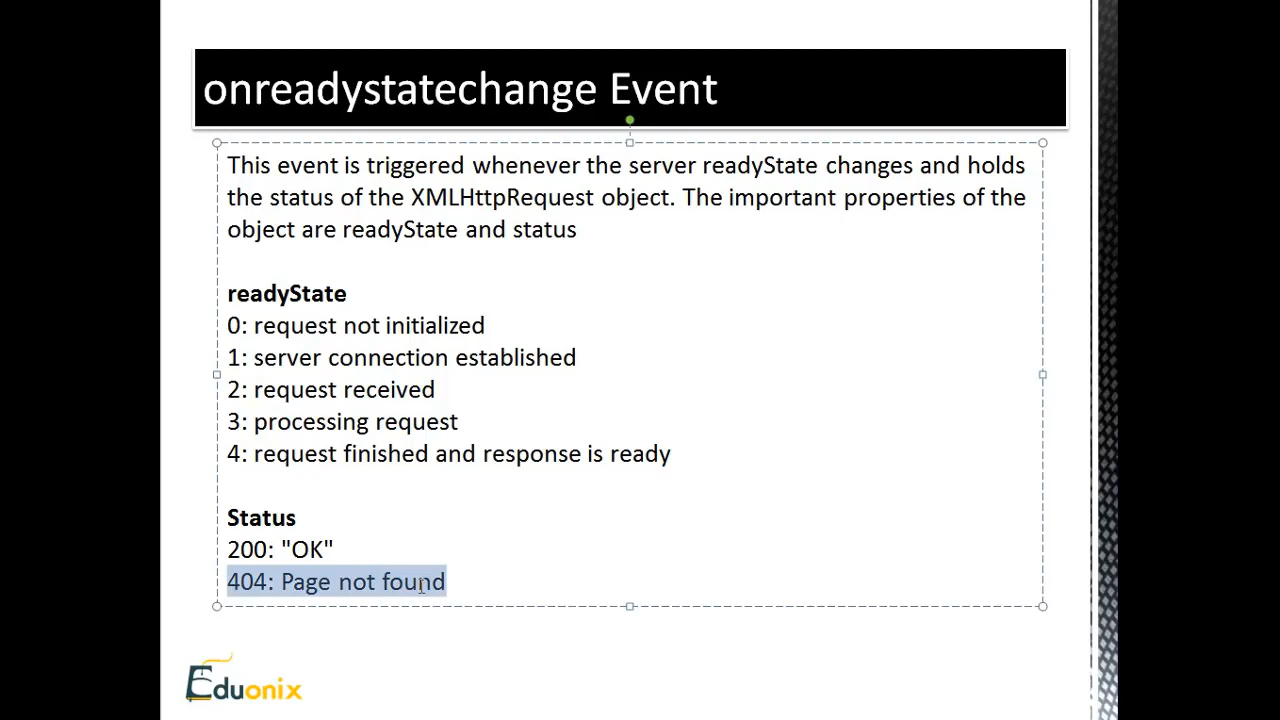 onreadystatechange Event
This event is triggered whenever the server readyState changes and holds
the status of the XMLHttpRequest object. The important properties of the
object are readyState and status
readyState
0: request not initialized
1: server connection established
2: request received
3: processing request
4: request finished and response is ready
Status
200: "OK"
404: Page not found
Eduonix